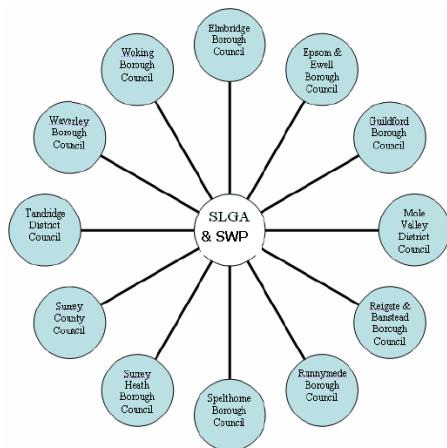 Elmbridge
Borough
Council
Epsom &
Ewell
Borough
Council
Guildford
Borough
Council
Mole
Valley
District
Council
Reigate &
Banstead
Borough
Council
Runnymede
Borough
Council
Spelthorne
Borough
Council
Surrey
Heath
Borough
Council
Surrey
County
Council
Tandridge
District
Council
Waverley
Borough
Council
Woking
Borough
Council
SLGA
& SWP